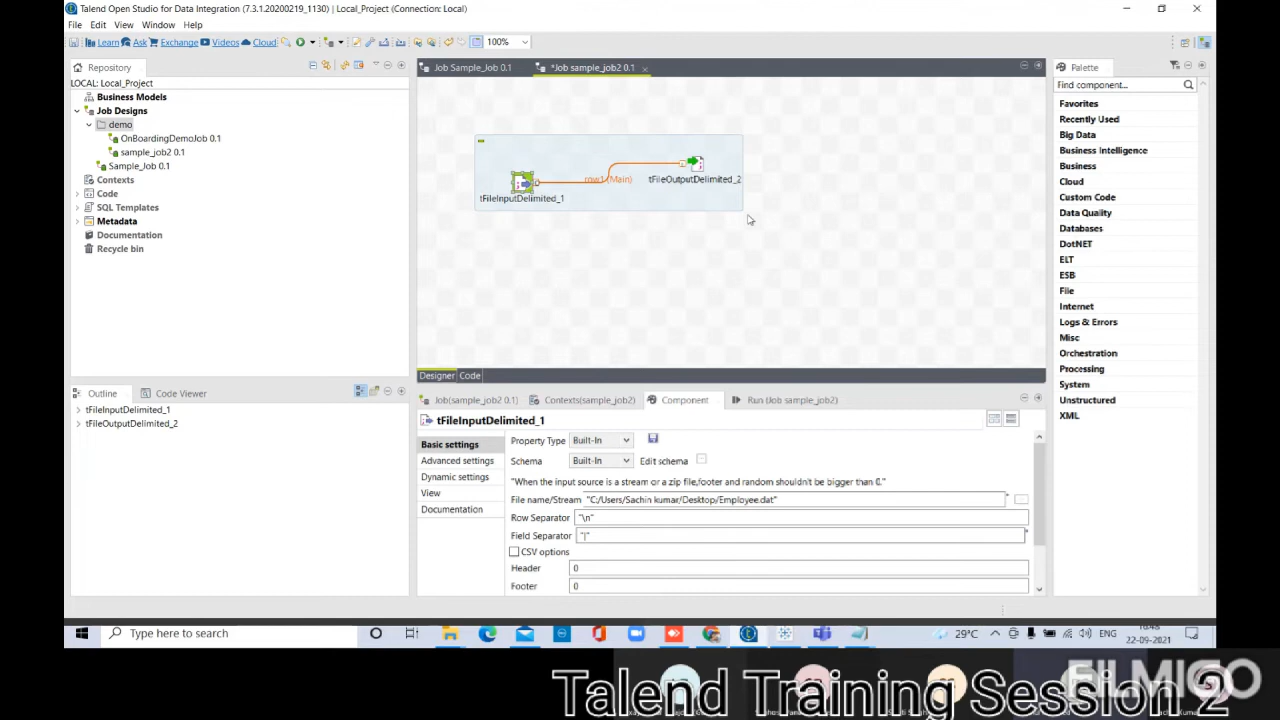 Talend Open Studio for Data Integration (7.3.1.20200219_1130) | Local_Project (Connection: Local)
File Edit View Window Help
Learn Ask Exchange Videos Cloud 100%
Repository
LOCAL: Local_Project
Business Models
Job Designs
demo
OnBoardingDemoJob 0.1
sample_job2 0.1
Sample_Job 0.1
Contexts
Code
SQL Templates
Metadata
Documentation
Recycle bin
Job Sample_Job 0.1 *Job sample_job2 0.1
row1 (Main)
tFileOutputDelimited_2
tFileInputDelimited_1
Designer Code
Palette
Find component...
Favorites
Recently Used
Big Data
Business Intelligence
Business
Cloud
Custom Code
Data Quality
Databases
DotNET
ELT
ESB
File
Internet
Logs & Errors
Misc
Orchestration
Processing
System
Unstructured
XML
Outline Code Viewer
tFileInputDelimited_1
tFileOutputDelimited_2
Job(sample_job2 0.1) Contexts(sample_job2) Component Run (Job sample_job2)
tFileInputDelimited_1
Basic settings
Advanced settings
Dynamic settings
View
Documentation
Property Type Built-In
Schema Built-In Edit schema
"When the input source is a stream or a zip file,footer and random shouldn't be bigger than 0."
File name/Stream "C:/Users/Sachin kumar/Desktop/Employee.dat"
Row Separator "\n"
Field Separator "|"
CSV options
Header 0
Footer 0
Type here to search
29°C ENG
22-09-2021
Talend Training Session 2
FILMIGO